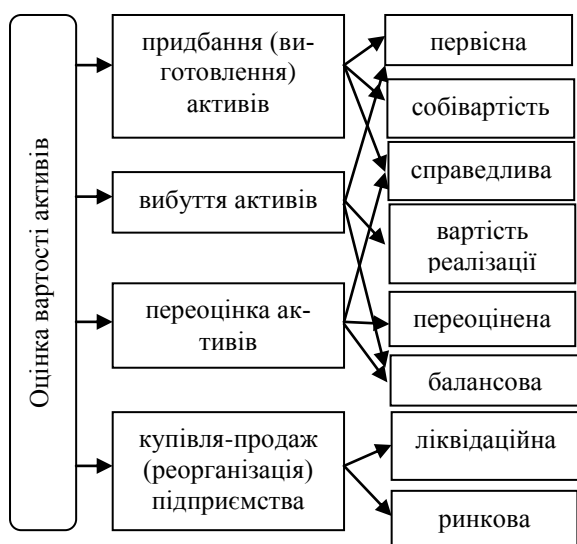 Оцінка вартості активів
придбання (ви-
готовлення)
активів
вибуття активів
переоцінка ак-
тивів
купівля-продаж
(реорганізація)
підприємства
первісна
собівартість
справедлива
вартість
реалізації
переоцінена
балансова
ліквідаційна
ринкова